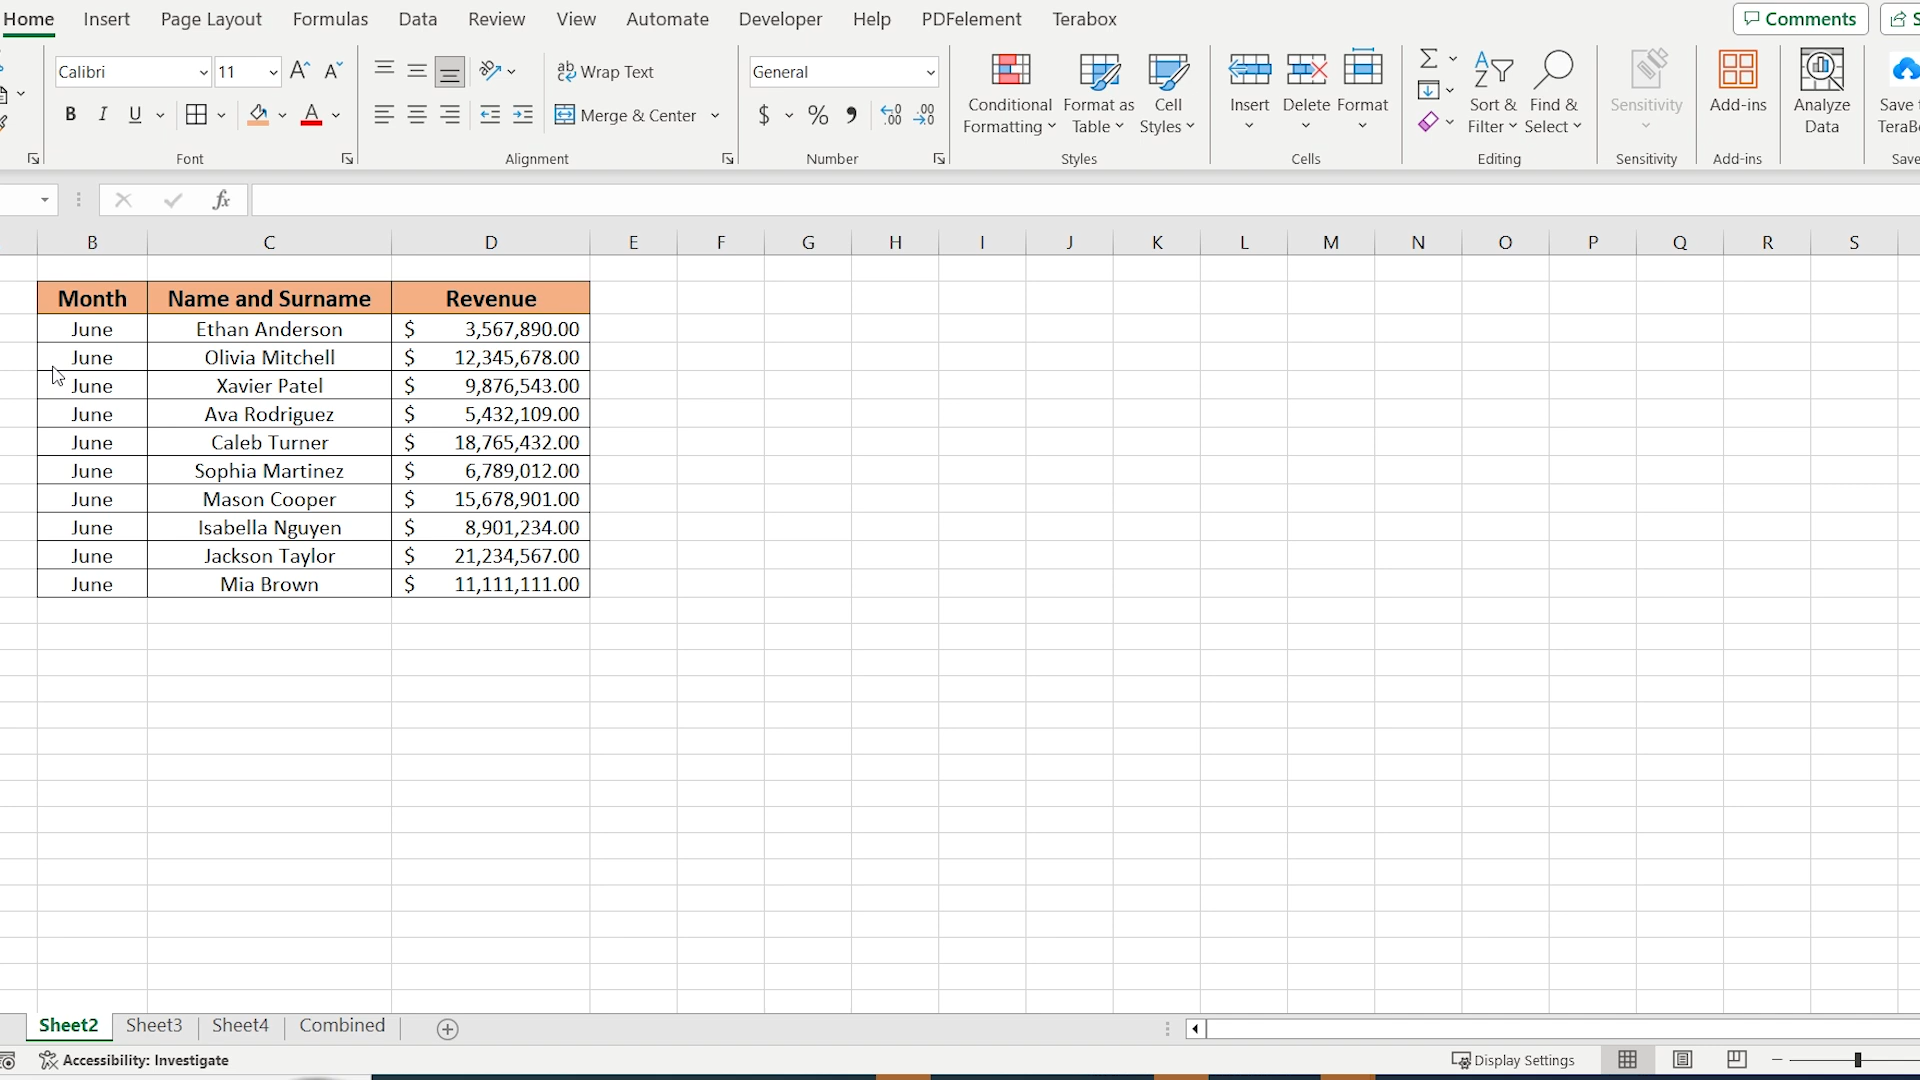 Home Insert Page Layout Formulas Data Review View Automate Developer Help PDFelement Terabox Comments
Calibri 11 Wrap Text General Conditional Formatting Format as Table Cell Styles Insert Delete Format Sort & Filter Find & Select Sensitivity Add-ins Analyze Data
B I U A Merge & Center $ % ,
Font Alignment Number Styles Cells Editing Sensitivity Add-ins Save
fx
B C D E F G H I J K L M N O P Q R S
Month Name and Surname Revenue
June Ethan Anderson $ 3,567,890.00
June Olivia Mitchell $ 12,345,678.00
June Xavier Patel $ 9,876,543.00
June Ava Rodriguez $ 5,432,109.00
June Caleb Turner $ 18,765,432.00
June Sophia Martinez $ 6,789,012.00
June Mason Cooper $ 15,678,901.00
June Isabella Nguyen $ 8,901,234.00
June Jackson Taylor $ 21,234,567.00
June Mia Brown $ 11,111,111.00
Sheet2 Sheet3 Sheet4 Combined
Accessibility: Investigate Display Settings